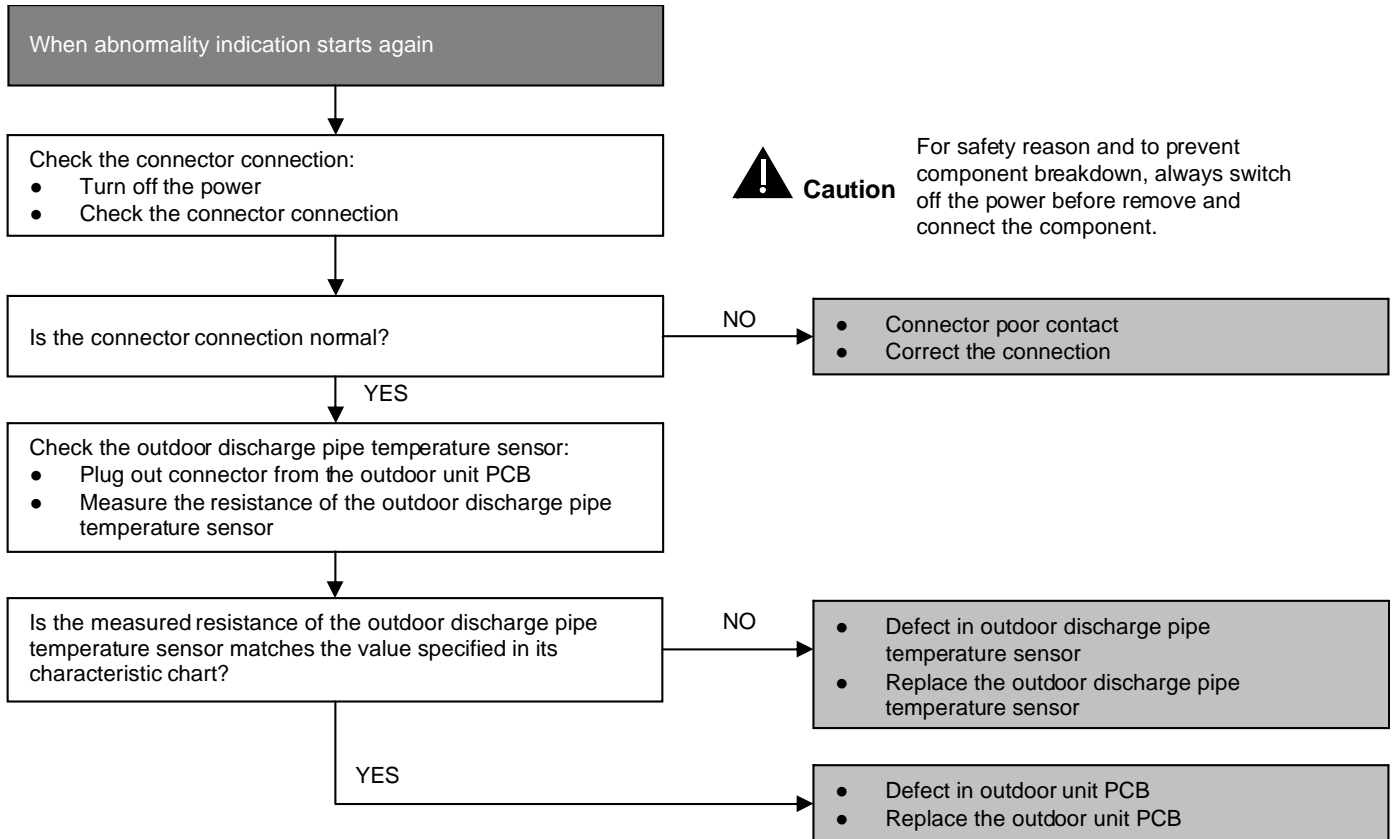 When abnormality indication starts again
Check the connector connection:
● Turn off the power
● Check the connector connection
Caution
For safety reason and to prevent
component breakdown, always switch
off the power before remove and
connect the component.
Is the connector connection normal?
NO
● Connector poor contact
● Correct the connection
YES
Check the outdoor discharge pipe temperature sensor:
● Plug out connector from the outdoor unit PCB
● Measure the resistance of the outdoor discharge pipe
temperature sensor
Is the measured resistance of the outdoor discharge pipe
temperature sensor matches the value specified in its
characteristic chart?
NO
● Defect in outdoor discharge pipe
temperature sensor
● Replace the outdoor discharge pipe
temperature sensor
YES
● Defect in outdoor unit PCB
● Replace the outdoor unit PCB